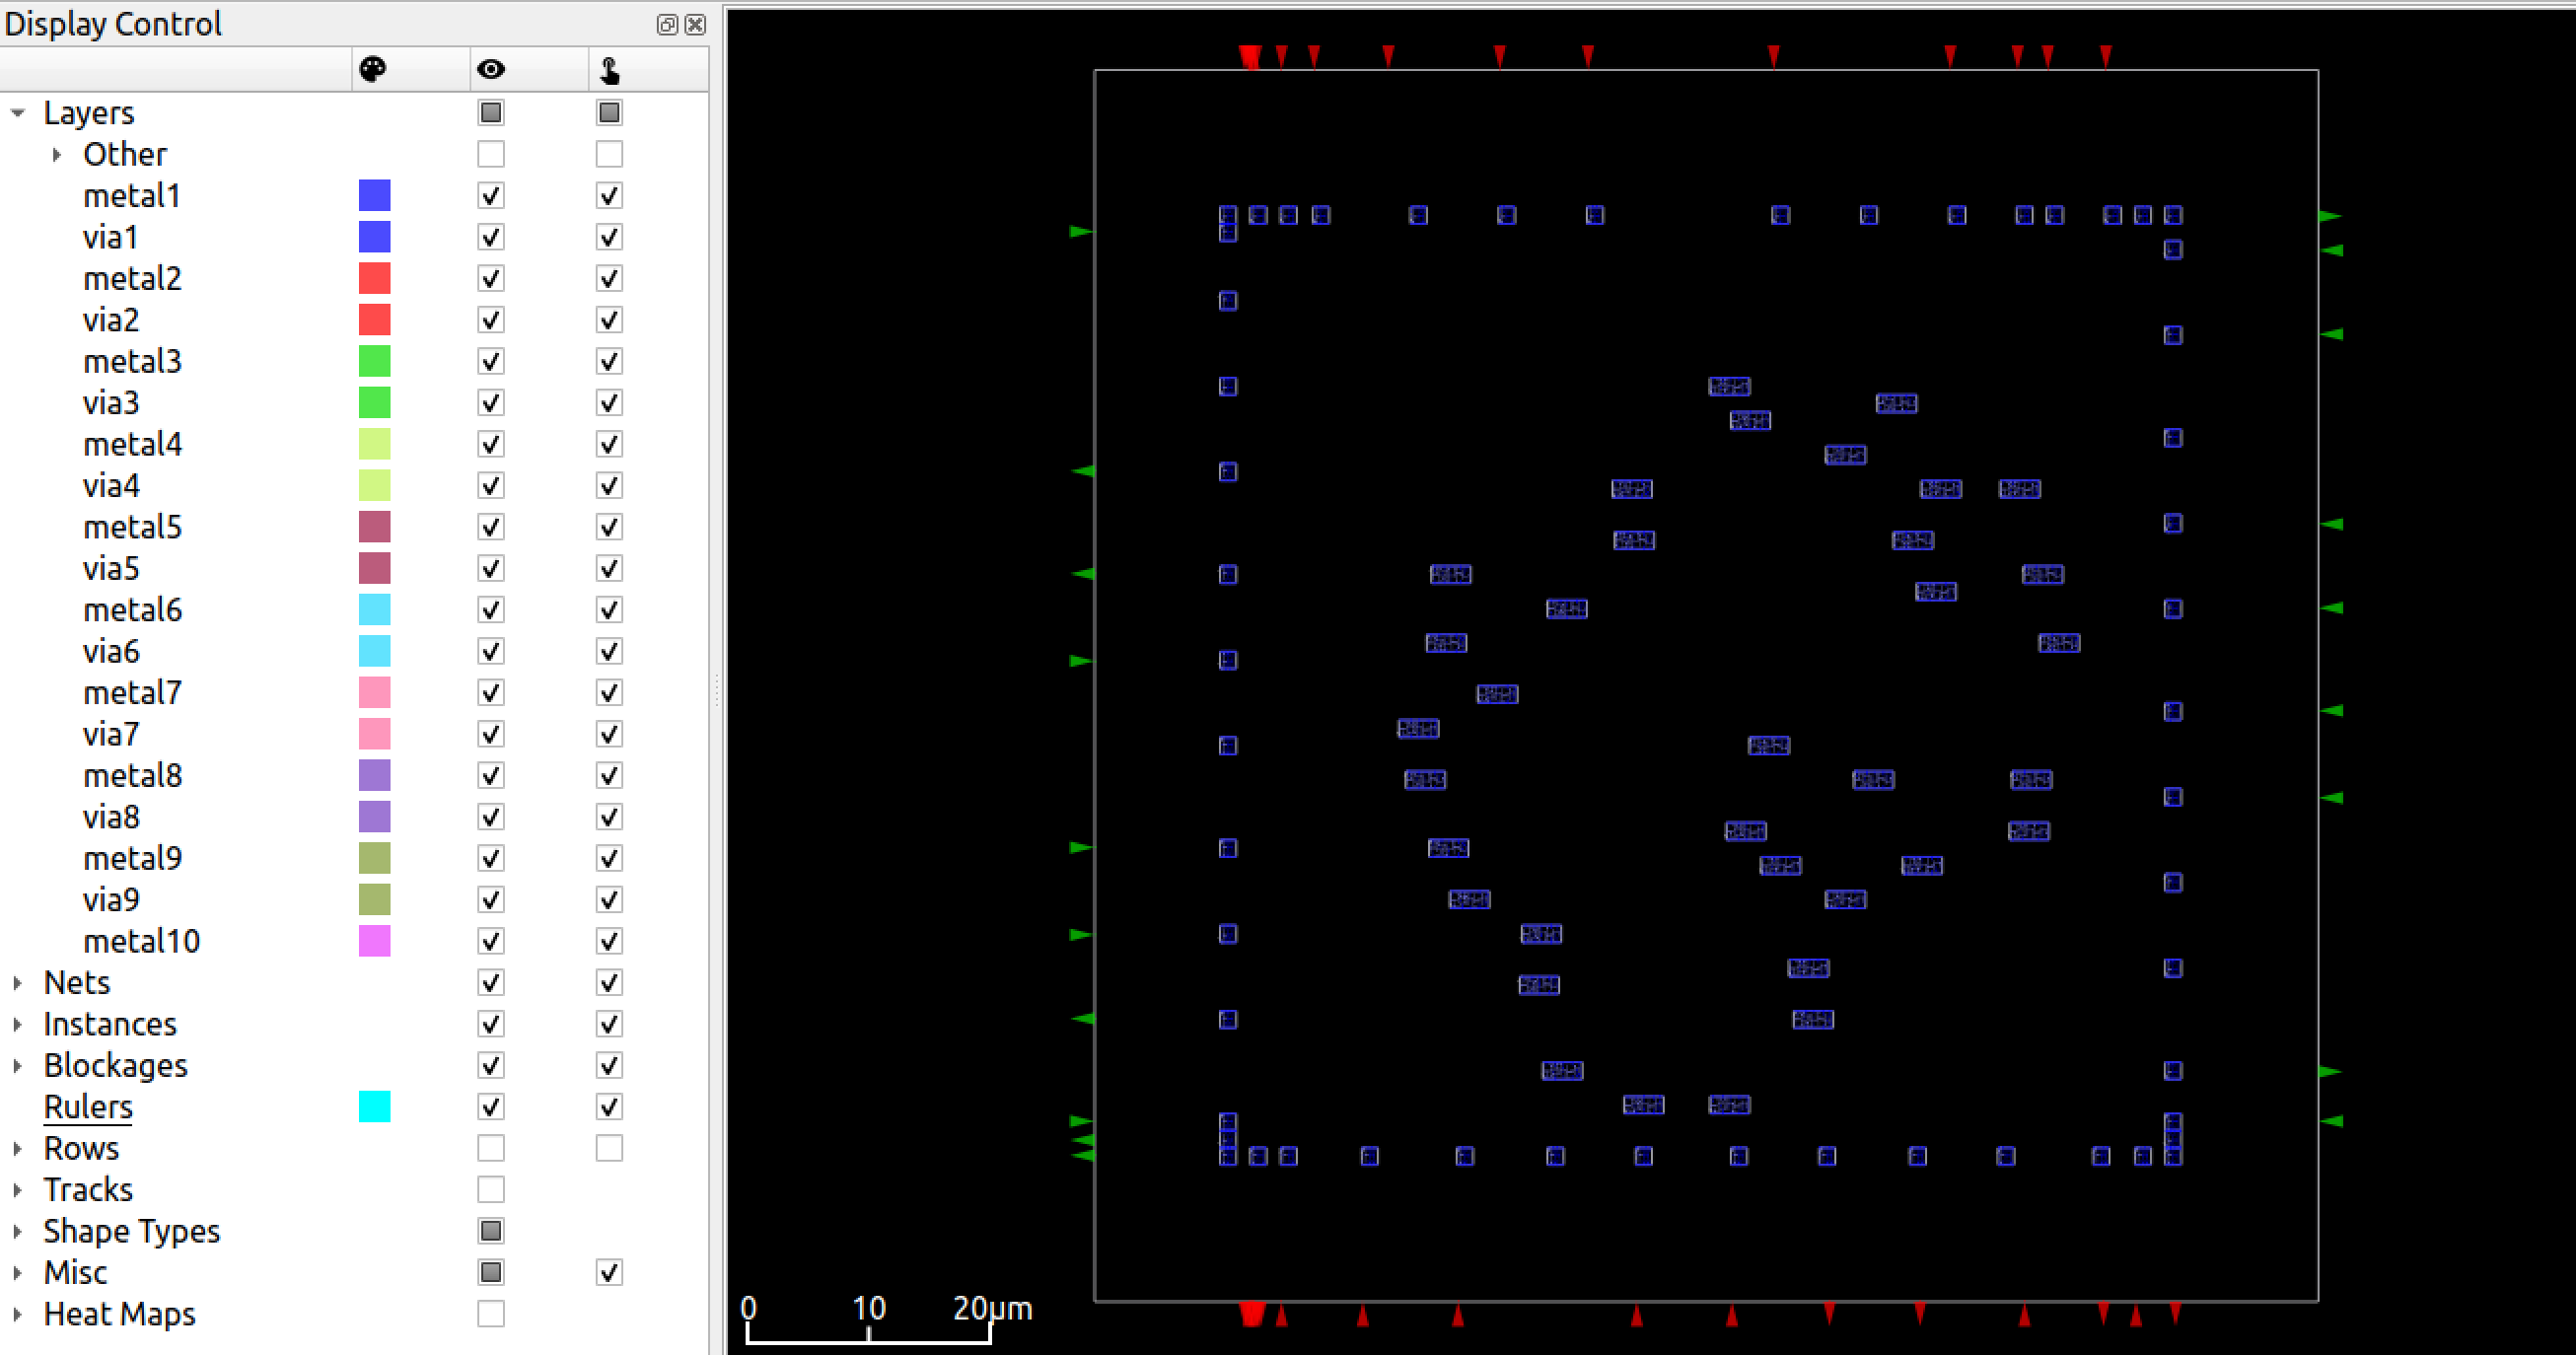 Display Control
Layers
Other
metal1
via1
metal2
via2
metal3
via3
metal4
via4
metal5
via5
metal6
via6
metal7
via7
metal8
via8
metal9
via9
metal10
Nets
Instances
Blockages
Rulers
Rows
Tracks
Shape Types
Misc
Heat Maps
0 10 20µm